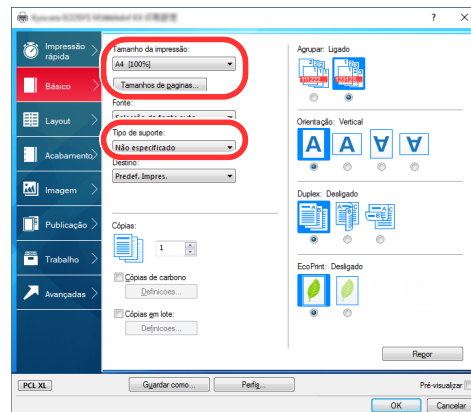 ?
Impressão
rápida
Básico
Layout
Acabamento
Imagem
Publicação
Trabalho
Avançadas
Tamanho da impressão:
A4 [100%]
Tamanhos de paginas...
Fonte:
Tipo de suporte:
Não especificado
Destino:
Predef. Impres.
Cópias:
1
Cópias de carbono
Definicoes...
Cópias em lote:
Definicoes...
Agrupar: Ligado
111222
123123
Orientação: Vertical
A A A A
Duplex: Desligado
EcoPrint: Desligado
Repor
PCL XL
Guardar como...
Perfis...
Pré-visualizar
OK
Cancelar